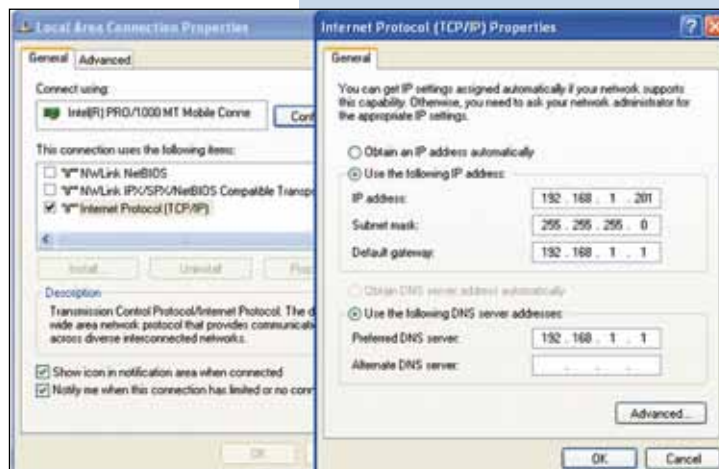 Local Area Connection Properties
General Advanced
Connect using:
Intel(R) PRO/1000 MT Mobile Conne
This connection uses the following items:
NWLink NetBIOS
NWLink IPX/SPX/NetBIOS Compatible Transpo
Internet Protocol (TCP/IP)
Install...
Uninstall
Description
Transmission Control Protocol/Internet Protocol. The d
wide area network protocol that provides communicatio
across diverse interconnected networks.
Show icon in notification area when connected
Notify me when this connection has limited or no conn
OK
Internet Protocol (TCP/IP) Properties
General
You can get IP settings assigned automatically if your network supports
this capability. Otherwise, you need to ask your network administrator for
the appropriate IP settings.
Obtain an IP address automatically
Use the following IP address:
IP address: 192 . 168 . 1 . 201
Subnet mask: 255 . 255 . 255 . 0
Default gateway: 192 . 168 . 1 . 1
Obtain DNS server address automatically
Use the following DNS server addresses:
Preferred DNS server: 192 . 168 . 1 . 1
Alternate DNS server: . . .
Advanced...
OK Cancel